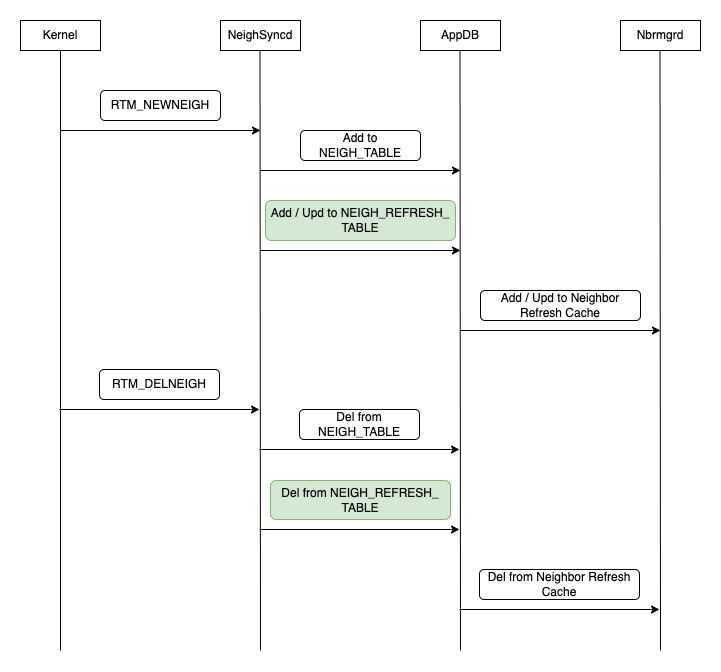 Kernel
NeighSyncd
AppDB
Nbrmgrd
RTM_NEWNEIGH
Add to
NEIGH_TABLE
Add / Upd to NEIGH_REFRESH_
TABLE
Add / Upd to Neighbor
Refresh Cache
RTM_DELNEIGH
Del from
NEIGH_TABLE
Del from NEIGH_REFRESH_
TABLE
Del from Neighbor Refresh
Cache